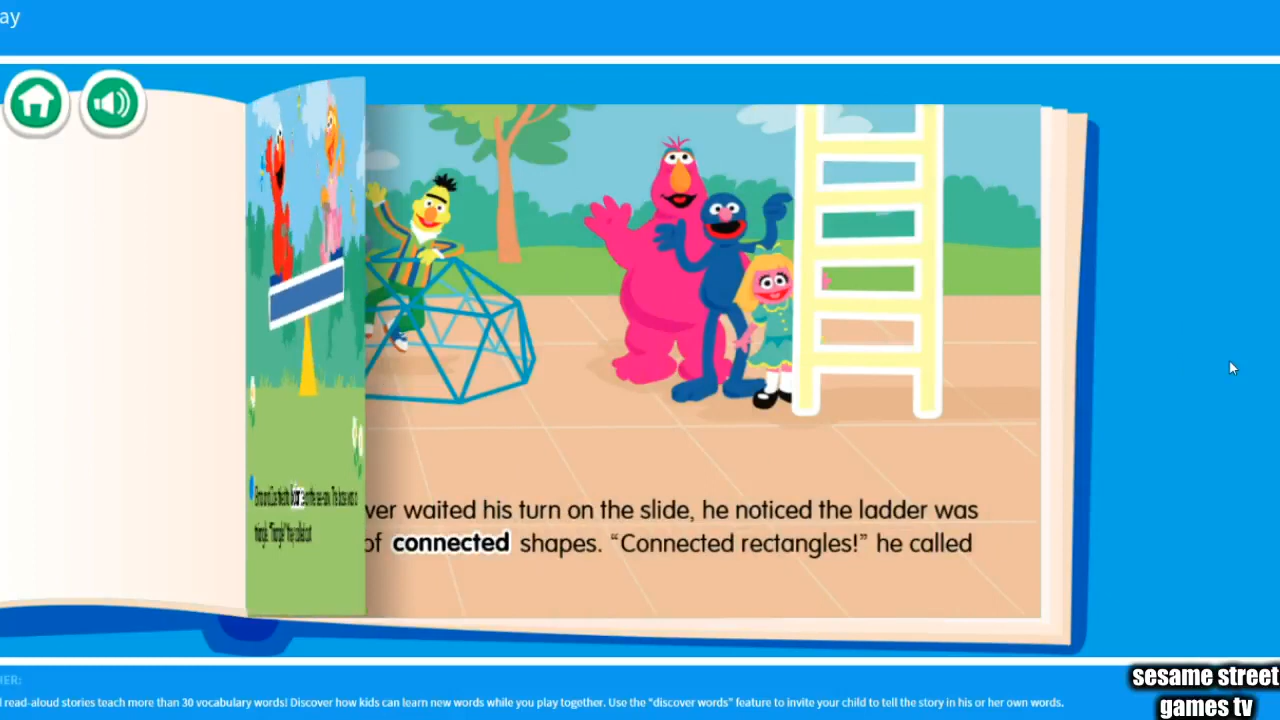 ay
ver waited his turn on the slide, he noticed the ladder was
of connected shapes. “Connected rectangles!” he called
HER:
read-aloud stories teach more than 30 vocabulary words! Discover how kids can learn new words while you play together. Use the “discover words” feature to invite your child to tell the story in his or her own words.
sesame street
games tv